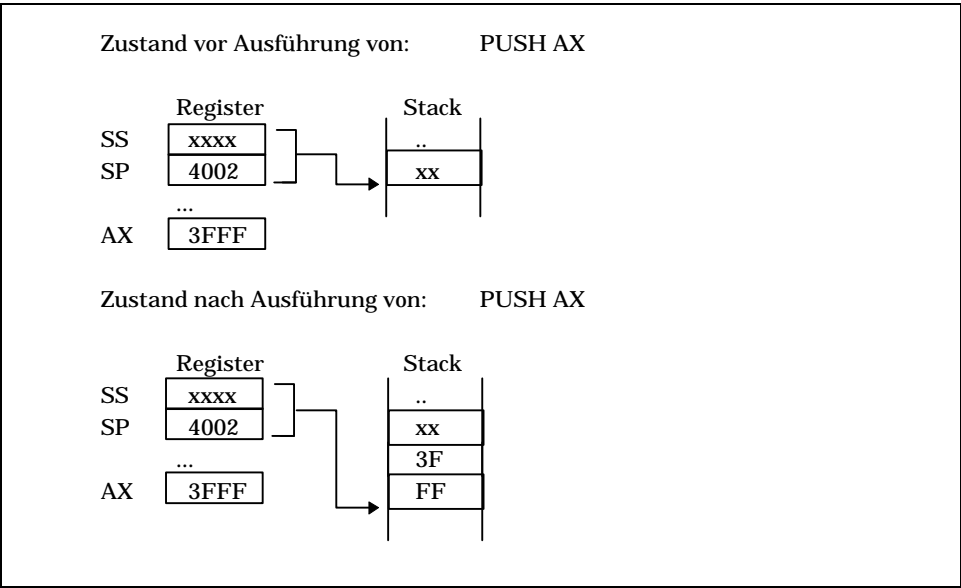 Zustand vor Ausführung von: PUSH AX
Register Stack
SS xxxx ..
SP 4002 xx
...
AX 3FFF
Zustand nach Ausführung von: PUSH AX
Register Stack
SS xxxx ..
SP 4002 xx
... 3F
AX 3FFF FF